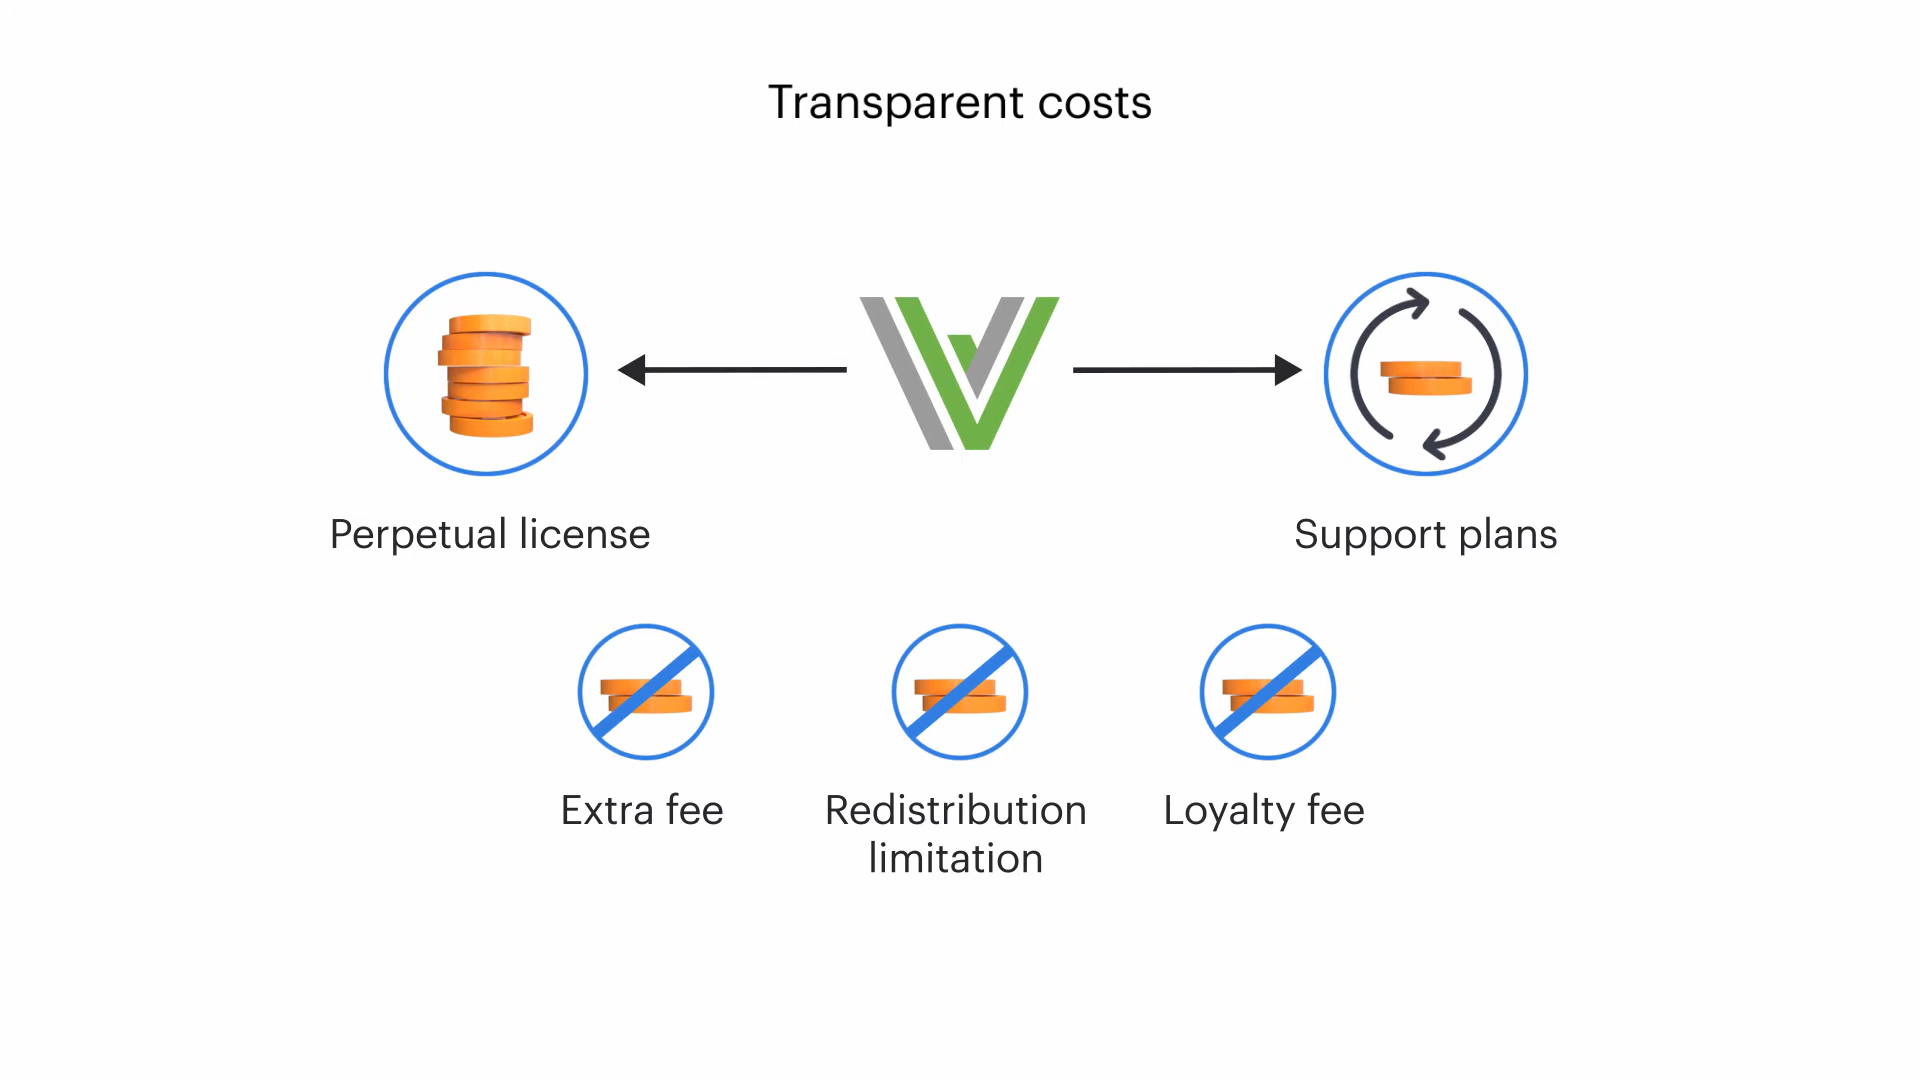 Transparent costs
Perpetual license
Support plans
Extra fee
Redistribution
limitation
Loyalty fee